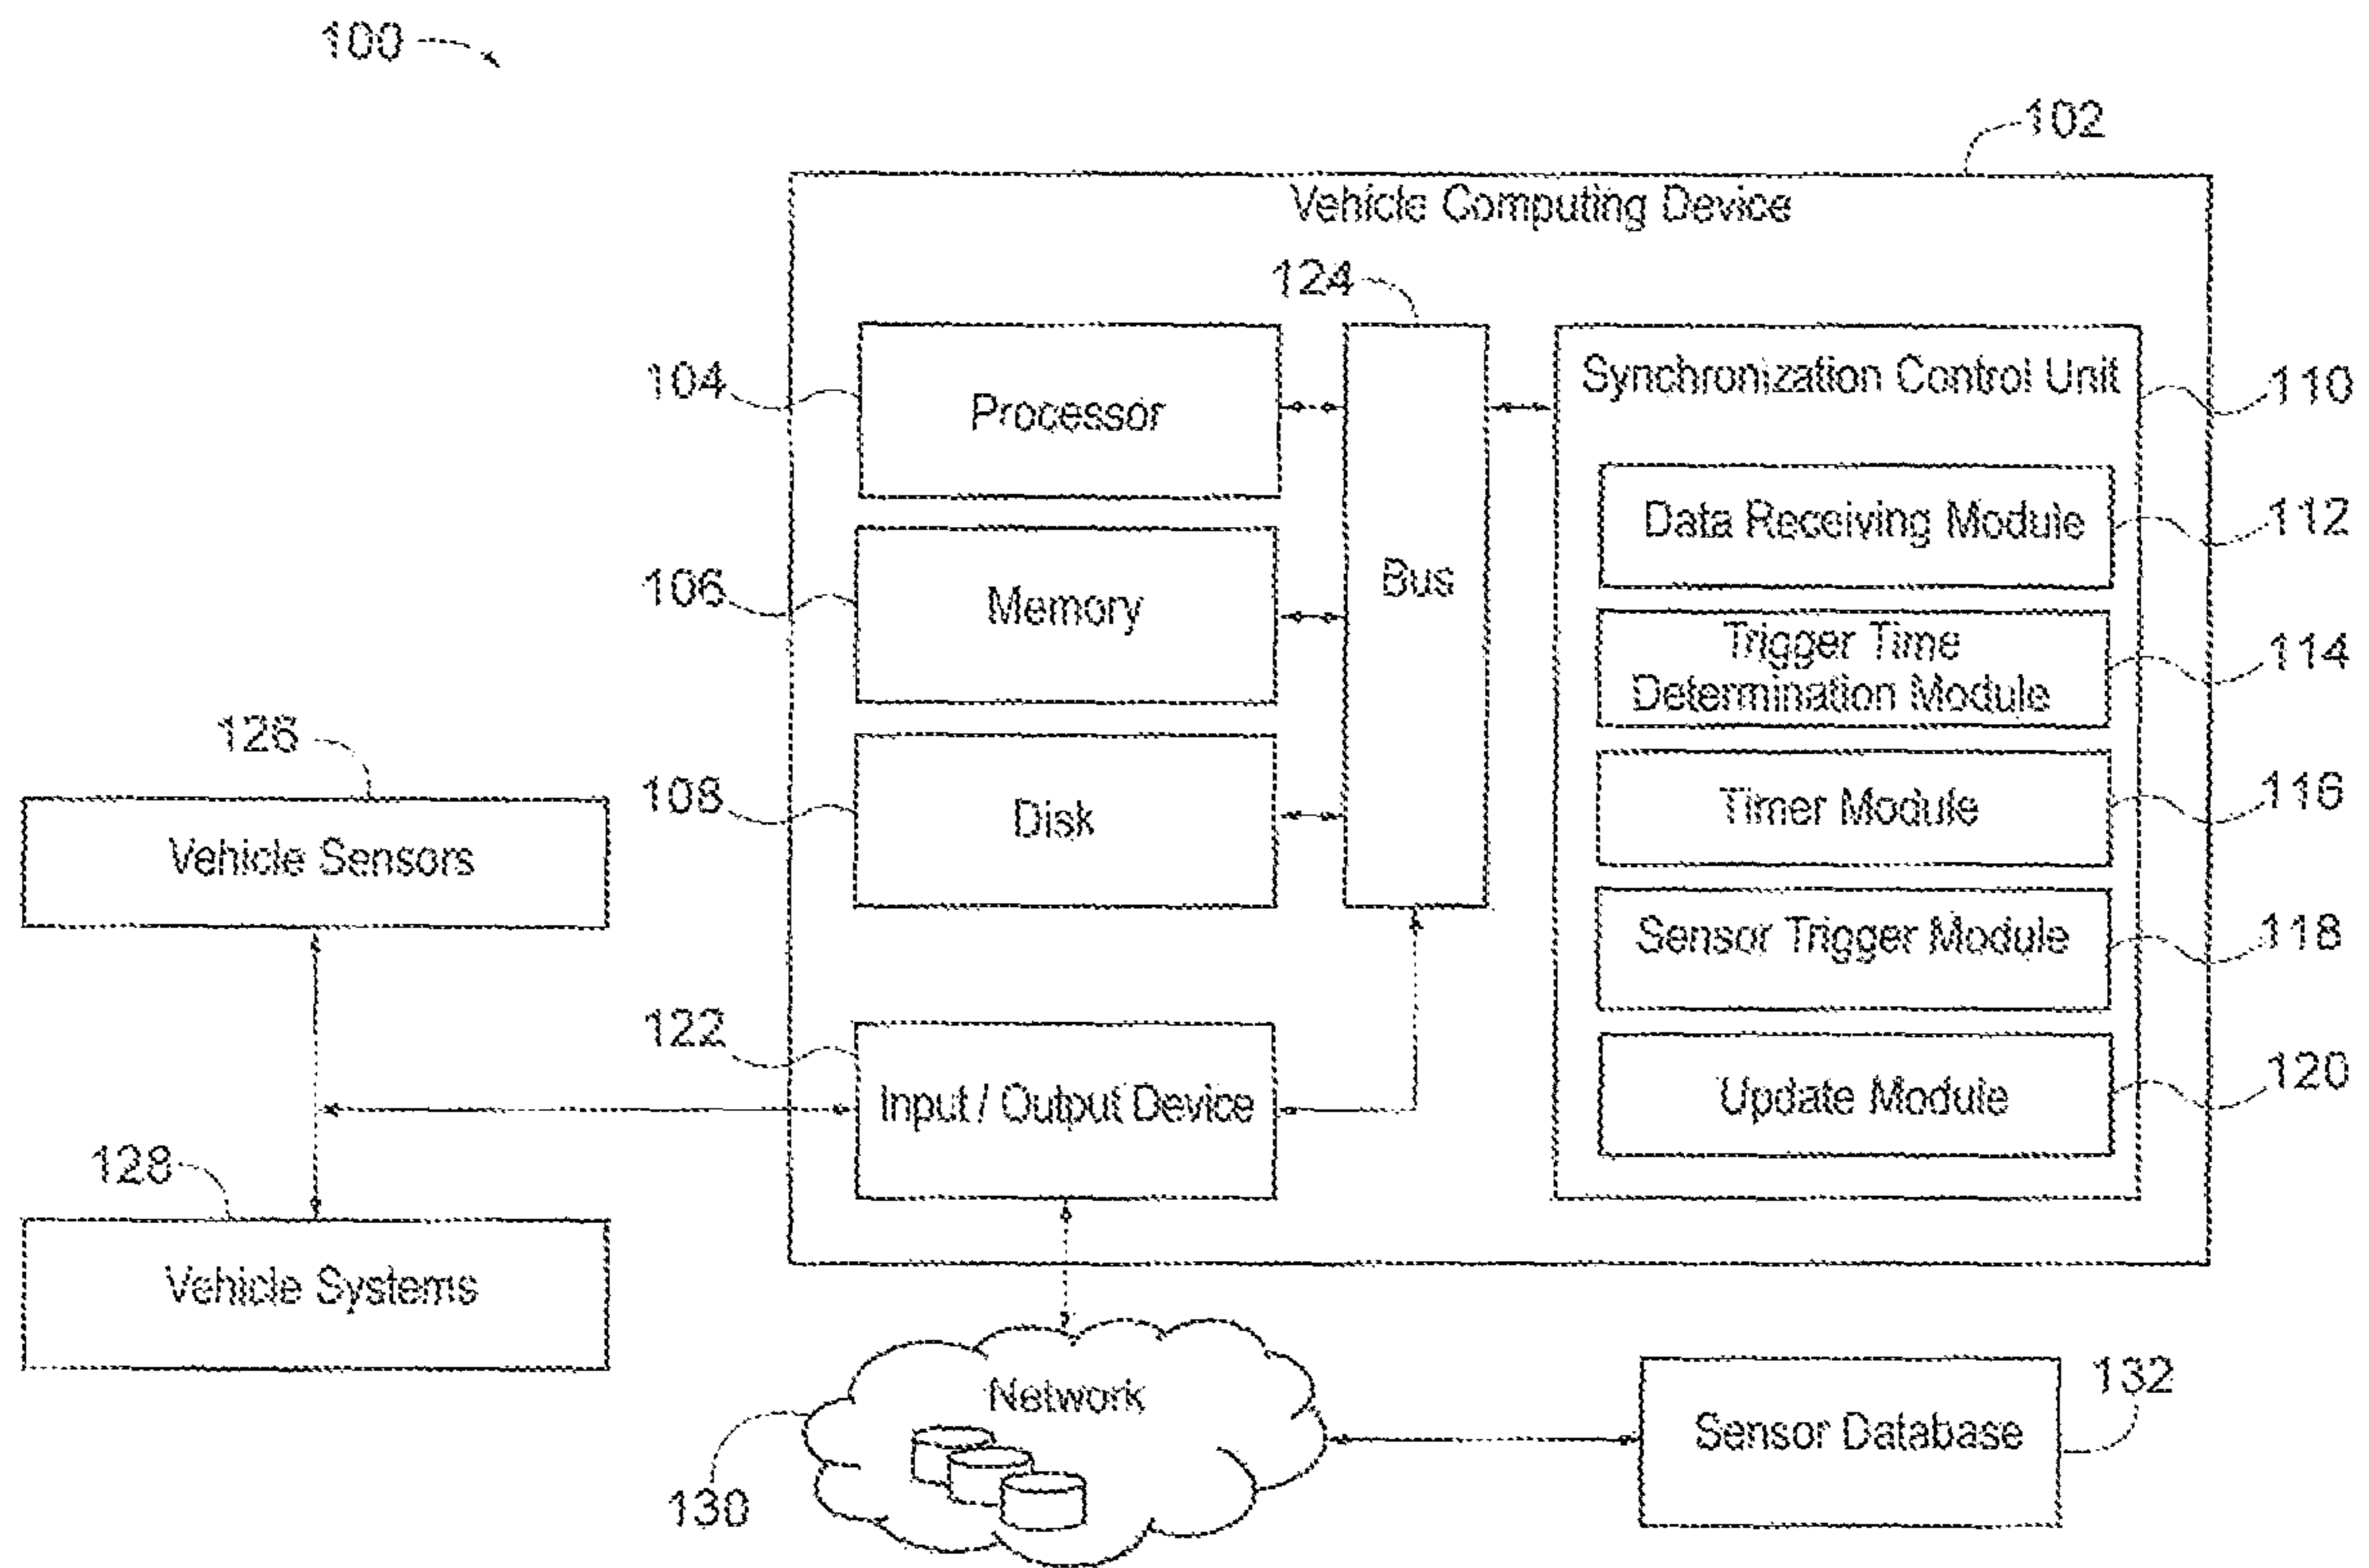 100
102
Vehicle Computing Device
124
104
Processor
Synchronization Control Unit
110
Data Receiving Module
112
106
Memory
Bus
Trigger Time
Determination Module
114
126
Vehicle Sensors
108
Disk
Timer Module
116
Sensor Trigger Module
118
122
Input / Output Device
Update Module
120
128
Vehicle Systems
Network
130
Sensor Database
132